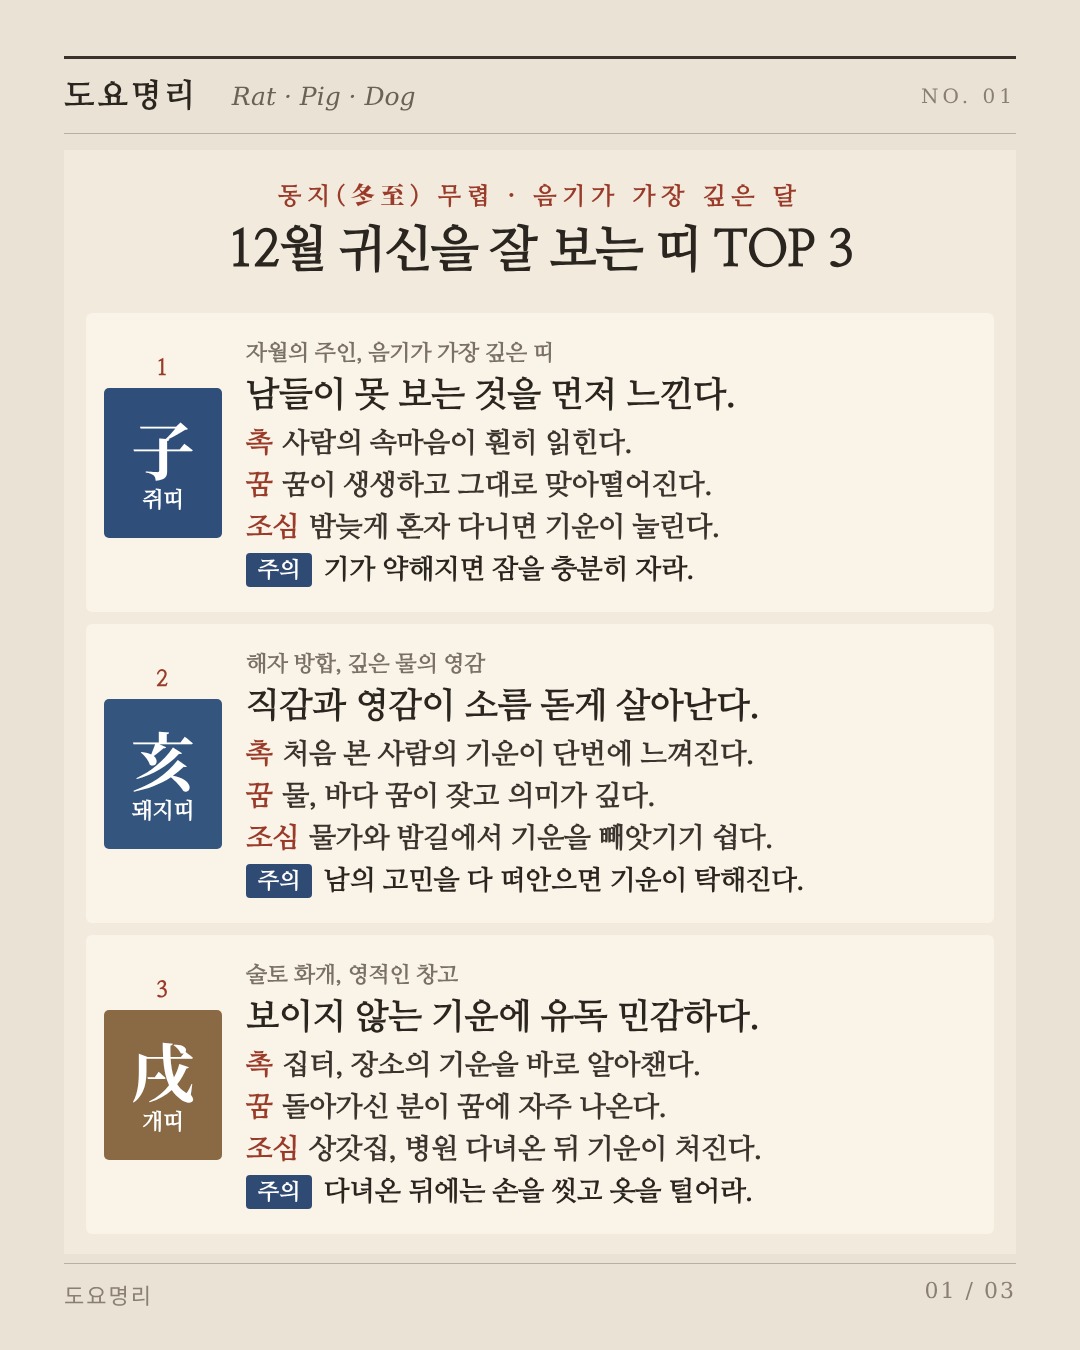 도요명리 Rat · Pig · Dog NO. 01
동지(冬至) 무렵 · 음기가 가장 깊은 달
12월 귀신을 잘 보는 띠 TOP 3
1
子
쥐띠
자월의 주인, 음기가 가장 깊은 띠
남들이 못 보는 것을 먼저 느낀다.
촉 사람의 속마음이 훤히 읽힌다.
꿈 꿈이 생생하고 그대로 맞아떨어진다.
조심 밤늦게 혼자 다니면 기운이 눌린다.
주의 기가 약해지면 잠을 충분히 자라.
2
亥
돼지띠
해자 방합, 깊은 물의 영감
직감과 영감이 소름 돋게 살아난다.
촉 처음 본 사람의 기운이 단번에 느껴진다.
꿈 물, 바다 꿈이 잦고 의미가 깊다.
조심 물가와 밤길에서 기운을 빼앗기기 쉽다.
주의 남의 고민을 다 떠안으면 기운이 탁해진다.
3
戌
개띠
술토 화개, 영적인 창고
보이지 않는 기운에 유독 민감하다.
촉 집터, 장소의 기운을 바로 알아챈다.
꿈 돌아가신 분이 꿈에 자주 나온다.
조심 상갓집, 병원 다녀온 뒤 기운이 처진다.
주의 다녀온 뒤에는 손을 씻고 옷을 털어라.
도요명리 01 / 03